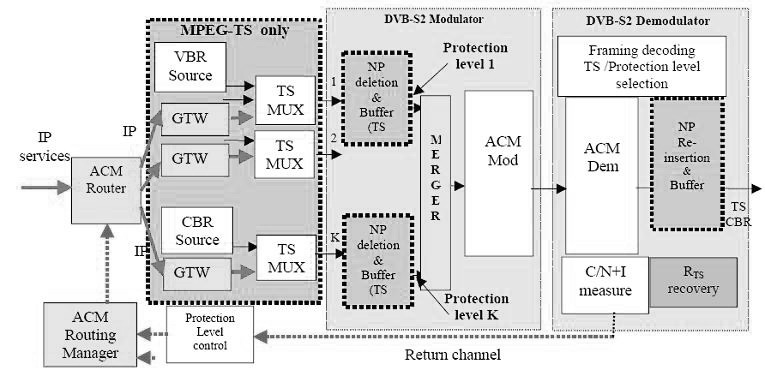 DVB-S2 Modulator
DVB-S2 Demodulator
MPEG-TS only
VBR
Source
GTW
GTW
TS
MUX
TS
MUX
CBR
Source
GTW
TS
MUX
IP
services
IP
IP
ACM
Router
1
2
K
NP
deletion
&
Buffer
(TS
NP
deletion
&
Buffer
(TS
Protection
level 1
Protection
level K
MERGER
ACM
Mod
Framing decoding
TS /Protection level
selection
ACM
Dem
NP
Re-
insertion
&
Buffer
TS
CBR
C/N+I
measure
RTS
recovery
ACM
Routing
Manager
Protection
Level
control
Return channel